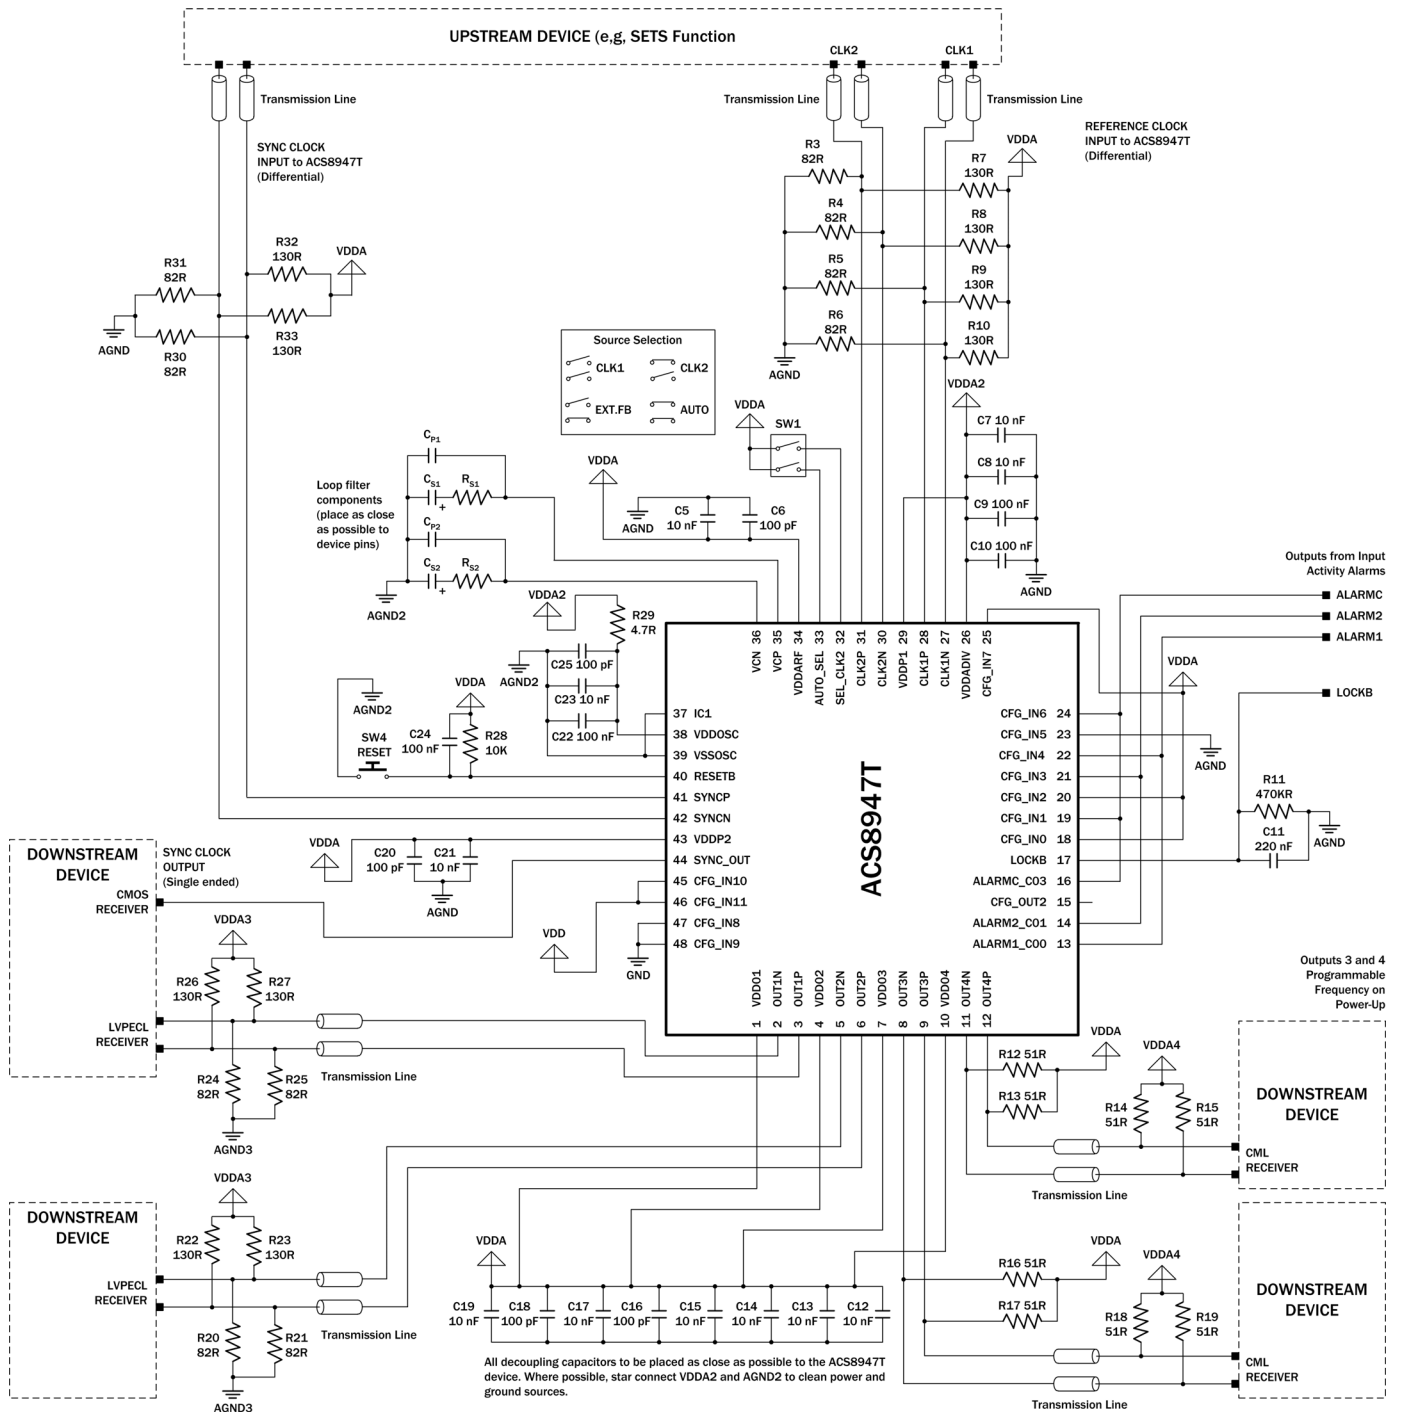 UPSTREAM DEVICE (e,g, SETS Function
CLK2
CLK1
Transmission Line
Transmission Line
Transmission Line
SYNC CLOCK
INPUT to ACS8947T
(Differential)
REFERENCE CLOCK
INPUT to ACS8947T
(Differential)
VDDA
R3
82R
R7
130R
R4
82R
R8
130R
R5
82R
R9
130R
R6
82R
R10
130R
AGND
R32
130R
VDDA
R31
82R
R33
130R
AGND
R30
82R
Source Selection
CLK1
CLK2
EXT.FB
AUTO
VDDA
SW1
VDDA2
C7 10 nF
C8 10 nF
C9 100 nF
C10 100 nF
AGND
CP1
CS1
RS1
+
CP2
CS2
RS2
+
AGND2
Loop filter
components
(place as close
as possible to
device pins)
VDDA
AGND
C5
10 nF
C6
100 pF
Outputs from Input
Activity Alarms
ALARMC
ALARM2
ALARM1
VDDA
LOCKB
VDDA2
R29
4.7R
C25 100 pF
AGND2
C23 10 nF
C22 100 nF
AGND2
VDDA
SW4
RESET
C24
100 nF
R28
10K
VCN 36
VCP 35
VDDARF 34
AUTO_SEL 33
SEL_CLK2 32
CLK2P 31
CLK2N 30
VDDP1 29
CLK1P 28
CLK1N 27
VDDADIV 26
CFG_IN7 25
37 IC1
38 VDDOSC
39 VSSOSC
40 RESETB
41 SYNCP
42 SYNCN
43 VDDP2
44 SYNC_OUT
45 CFG_IN10
46 CFG_IN11
47 CFG_IN8
48 CFG_IN9
ACS8947T
CFG_IN6 24
CFG_IN5 23
CFG_IN4 22
CFG_IN3 21
CFG_IN2 20
CFG_IN1 19
CFG_IN0 18
LOCKB 17
ALARMC_CO3 16
CFG_OUT2 15
ALARM2_CO1 14
ALARM1_CO0 13
1 VDDO1
2 OUT1N
3 OUT1P
4 VDDO2
5 OUT2N
6 OUT2P
7 VDDO3
8 OUT3N
9 OUT3P
10 VDDO4
11 OUT4N
12 OUT4P
AGND
R11
470KR
C11
220 nF
AGND
DOWNSTREAM
DEVICE
CMOS
RECEIVER
LVPECL
RECEIVER
SYNC CLOCK
OUTPUT
(Single ended)
VDDA
C20
100 pF
C21
10 nF
AGND
VDD
GND
VDDA3
R26
130R
R27
130R
R24
82R
R25
82R
AGND3
Transmission Line
Outputs 3 and 4
Programmable
Frequency on
Power-Up
R12 51R
R13 51R
VDDA
VDDA4
R14
51R
R15
51R
DOWNSTREAM
DEVICE
CML
RECEIVER
Transmission Line
DOWNSTREAM
DEVICE
LVPECL
RECEIVER
VDDA3
R22
130R
R23
130R
R20
82R
R21
82R
AGND3
Transmission Line
VDDA
C19
10 nF
C18
100 pF
C17
10 nF
C16
100 pF
C15
10 nF
C14
10 nF
C13
10 nF
C12
10 nF
All decoupling capacitors to be placed as close as possible to the ACS8947T
device. Where possible, star connect VDDA2 and AGND2 to clean power and
ground sources.
R16 51R
R17 51R
VDDA
VDDA4
R18
51R
R19
51R
DOWNSTREAM
DEVICE
CML
RECEIVER
Transmission Line